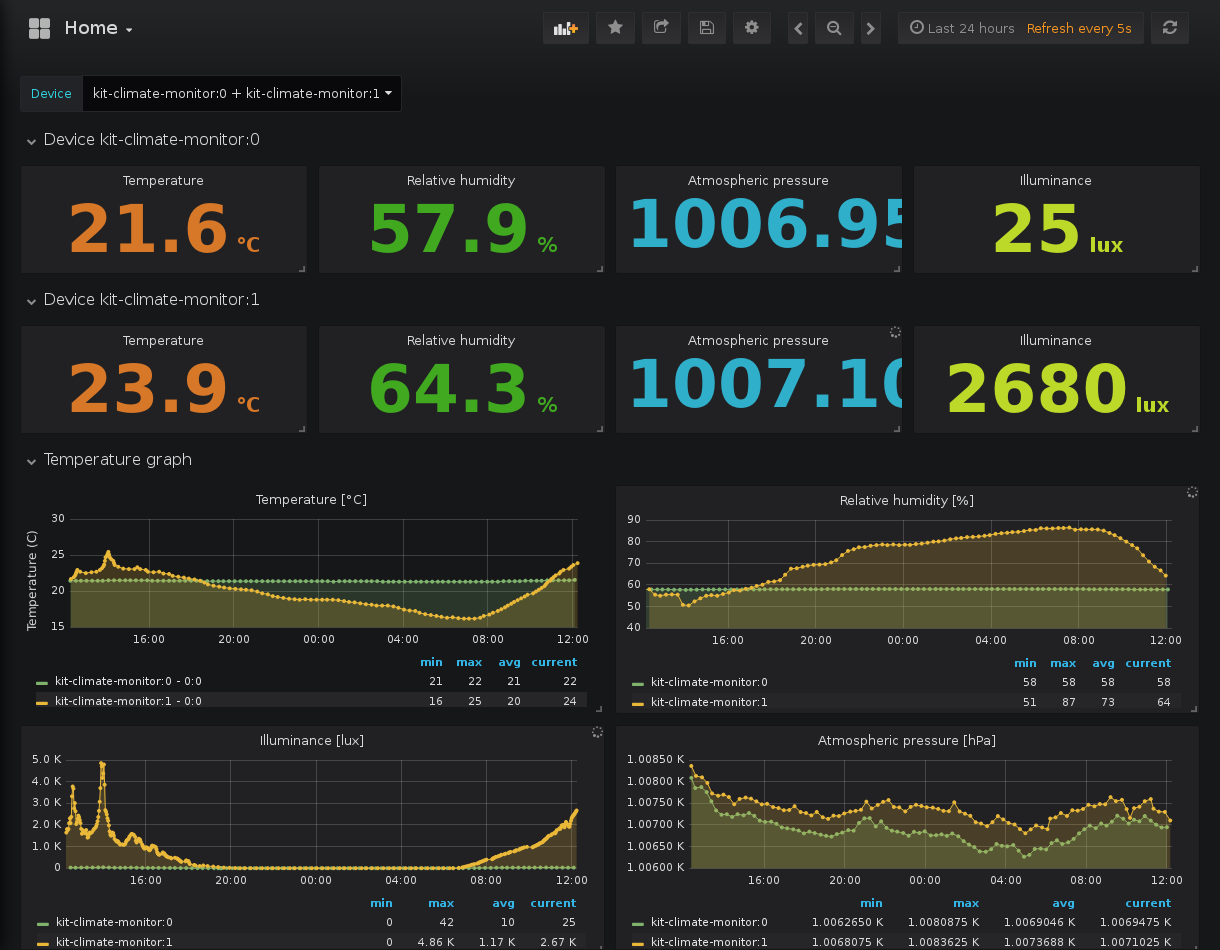 Home
Last 24 hours Refresh every 5s
Device kit-climate-monitor:0 + kit-climate-monitor:1
Device kit-climate-monitor:0
Temperature Relative humidity Atmospheric pressure Illuminance
21.6 °C 57.9 % 1006.95 25 lux
Device kit-climate-monitor:1
Temperature Relative humidity Atmospheric pressure Illuminance
23.9 °C 64.3 % 1007.10 2680 lux
Temperature graph
Temperature [°C]
Temperature (C)
30
25
20
15
16:00 20:00 00:00 04:00 08:00 12:00
min max avg current
kit-climate-monitor:0 - 0:0 21 22 21 22
kit-climate-monitor:1 - 0:0 16 25 20 24
Relative humidity [%]
90
80
70
60
50
40
16:00 20:00 00:00 04:00 08:00 12:00
min max avg current
kit-climate-monitor:0 58 58 58 58
kit-climate-monitor:1 51 87 73 64
Illuminance [lux]
5.0 K
4.0 K
3.0 K
2.0 K
1.0 K
0
16:00 20:00 00:00 04:00 08:00 12:00
min max avg current
kit-climate-monitor:0 0 42 10 25
kit-climate-monitor:1 0 4.86 K 1.17 K 2.67 K
Atmospheric pressure [hPa]
1.00850 K
1.00800 K
1.00750 K
1.00700 K
1.00650 K
1.00600 K
16:00 20:00 00:00 04:00 08:00 12:00
min max avg current
kit-climate-monitor:0 1.0062650 K 1.0080875 K 1.0069046 K 1.0069475 K
kit-climate-monitor:1 1.0068075 K 1.0083625 K 1.0073688 K 1.0071025 K